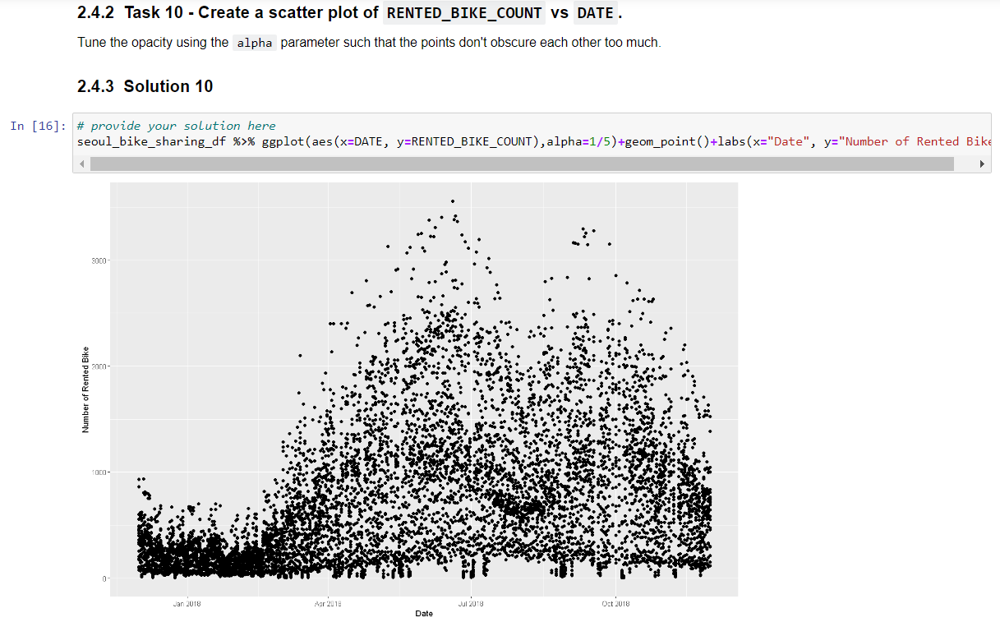 2.4.2 Task 10 - Create a scatter plot of RENTED_BIKE_COUNT vs DATE.
Tune the opacity using the alpha parameter such that the points don't obscure each other too much.
2.4.3 Solution 10
In [16]: # provide your solution here
seoul_bike_sharing_df %>% ggplot(aes(x=DATE, y=RENTED_BIKE_COUNT),alpha=1/5)+geom_point()+labs(x="Date", y="Number of Rented Bike
3000
2000
1000
0
Number of Rented Bike
Jan 2018 Apr 2018 Jul 2018 Oct 2018
Date